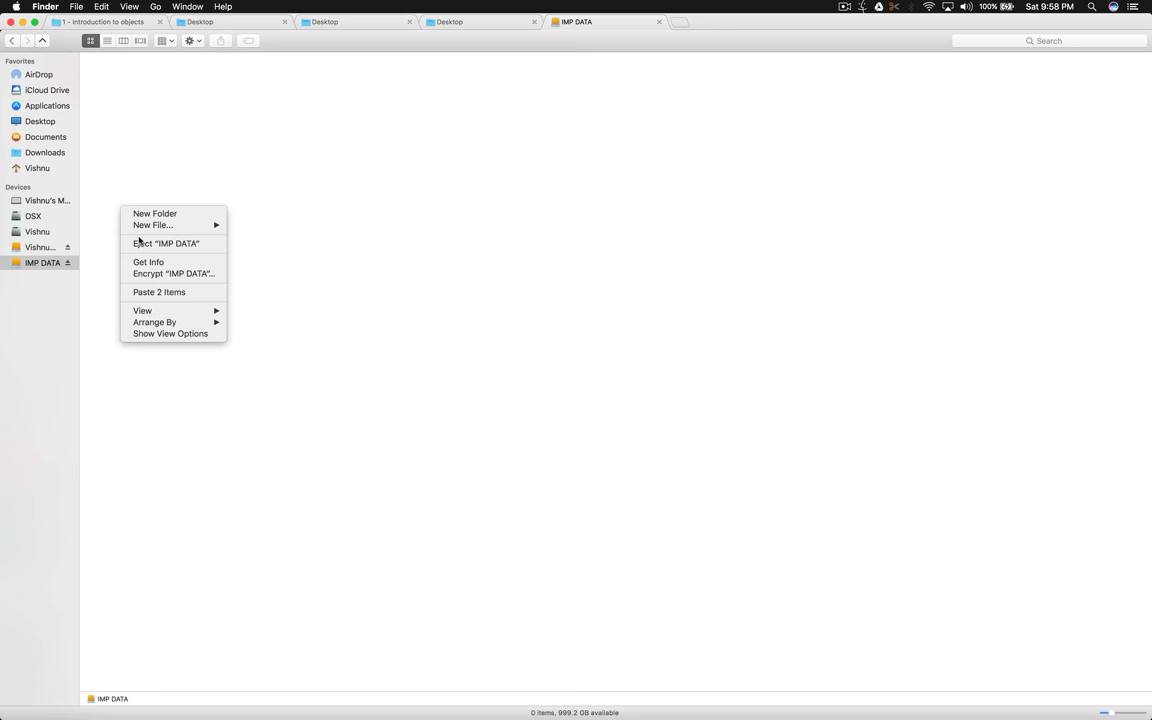 Finder File Edit View Go Window Help 100% Sat 9:58 PM
1 - Introduction to objects Desktop Desktop Desktop IMP DATA
Search
Favorites
AirDrop
iCloud Drive
Applications
Desktop
Documents
Downloads
Vishnu
Devices
Vishnu's M...
OSX
Vishnu
Vishnu...
IMP DATA
New Folder
New File...
Eject "IMP DATA"
Get Info
Encrypt "IMP DATA"...
Paste 2 Items
View
Arrange By
Show View Options
IMP DATA
0 items, 999.2 GB available